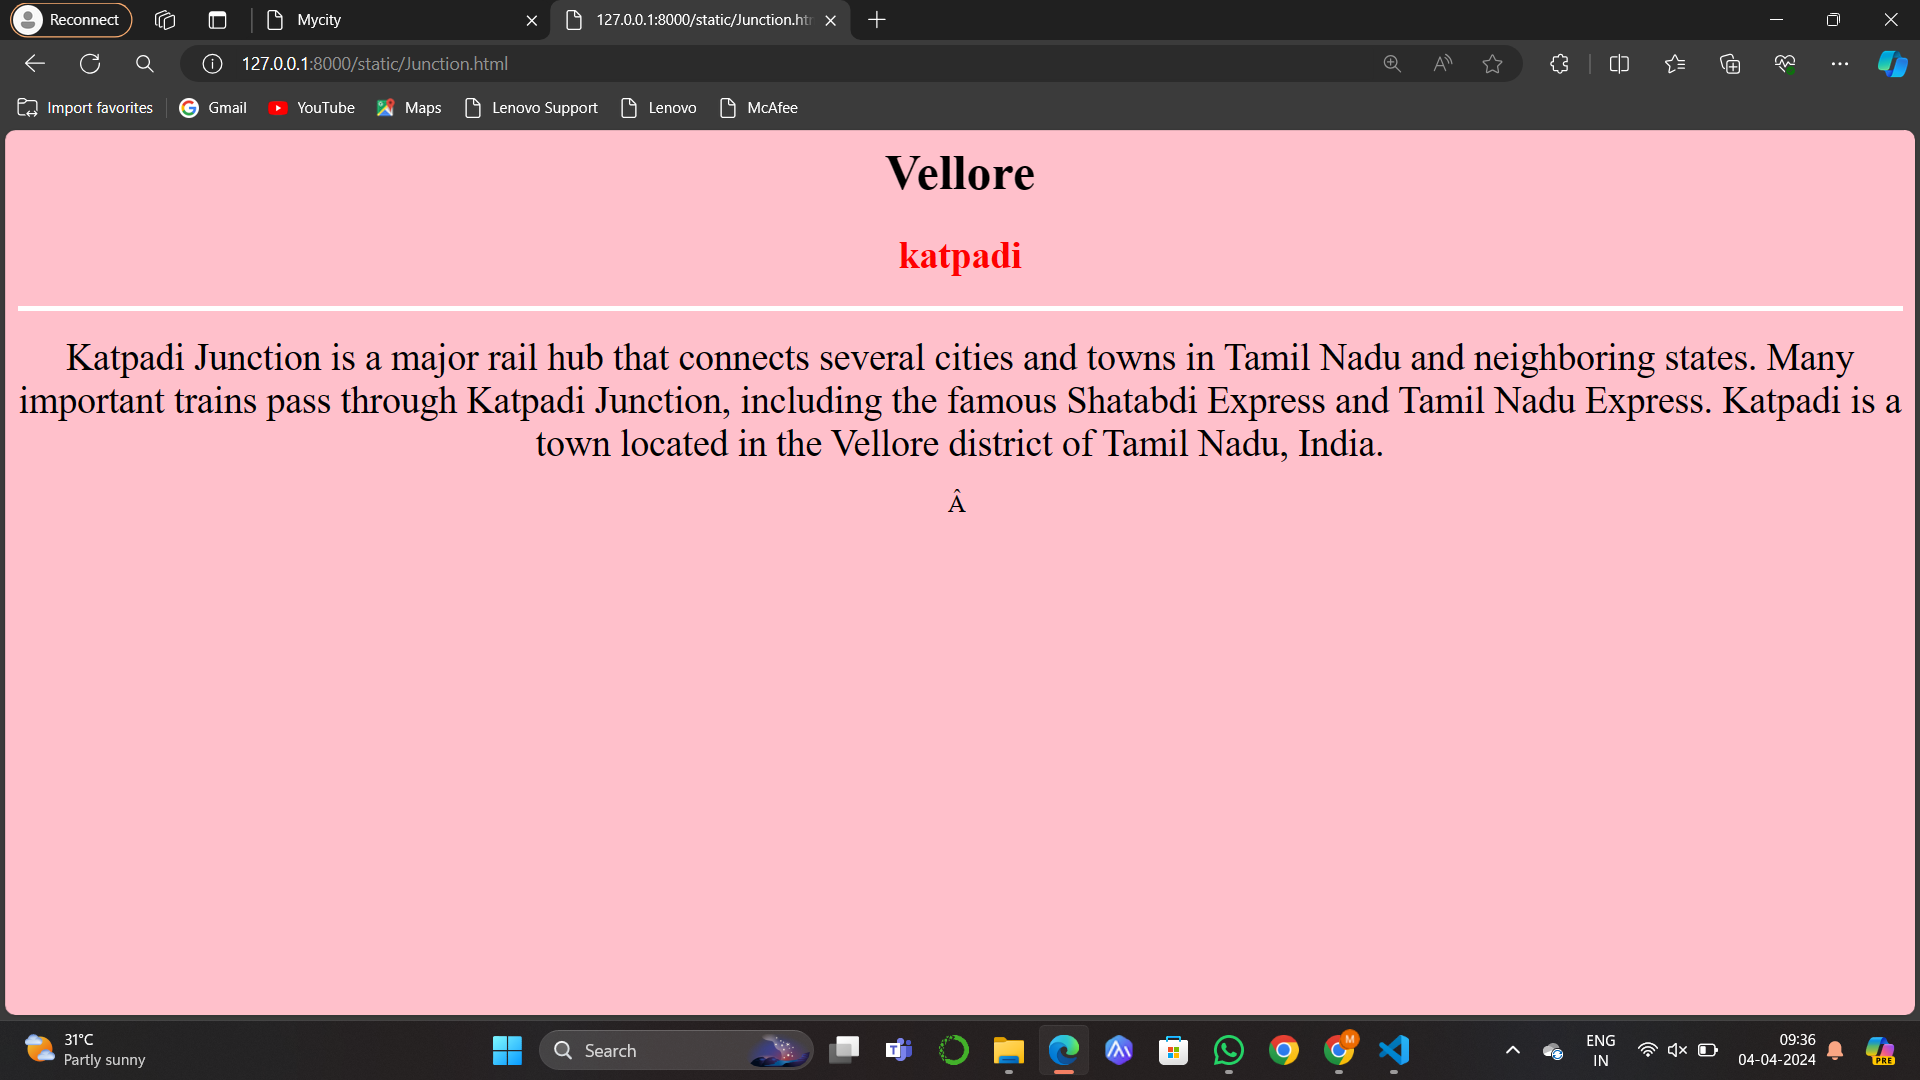 Reconnect
Mycity
127.0.0.1:8000/static/Junction.htm
127.0.0.1:8000/static/Junction.html
Import favorites
Gmail
YouTube
Maps
Lenovo Support
Lenovo
McAfee
Vellore
katpadi
Katpadi Junction is a major rail hub that connects several cities and towns in Tamil Nadu and neighboring states. Many
important trains pass through Katpadi Junction, including the famous Shatabdi Express and Tamil Nadu Express. Katpadi is a
town located in the Vellore district of Tamil Nadu, India.
Â
31°C
Partly sunny
Search
M
ENG
IN
09:36
04-04-2024
PRE